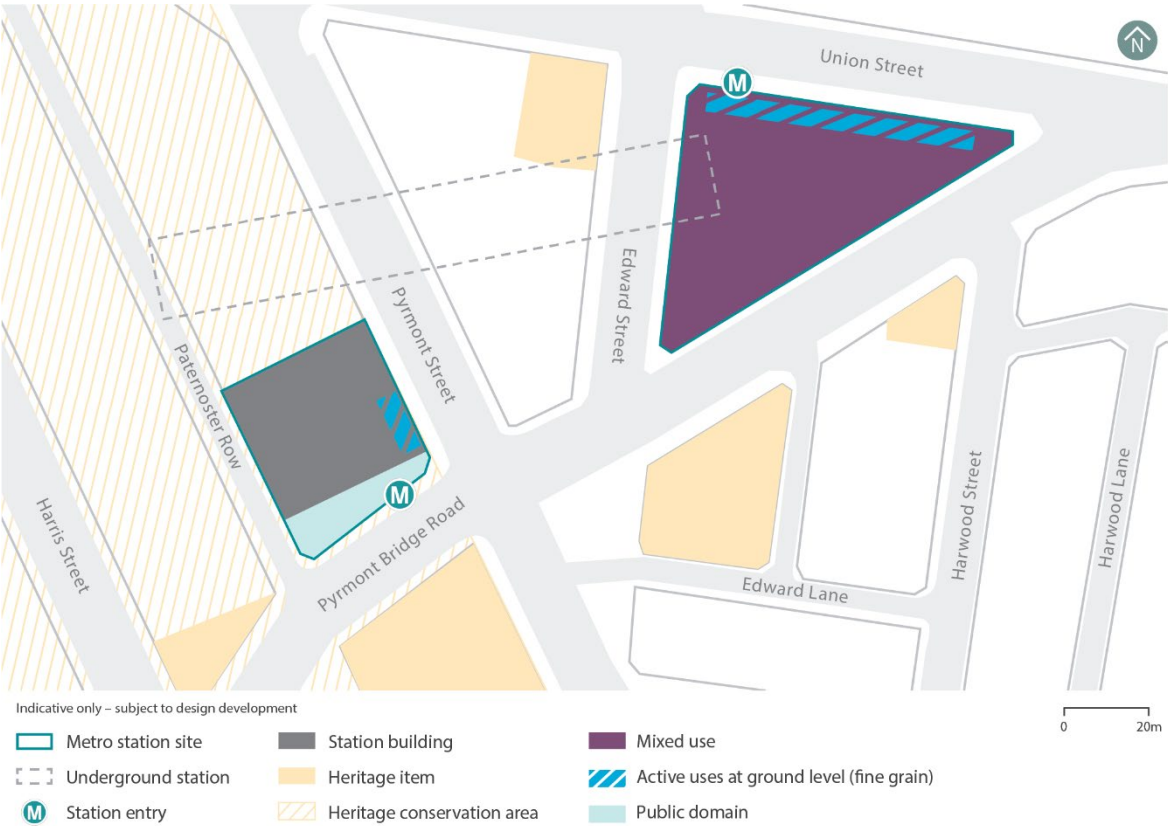 N
Union Street
M
Edward Street
Pyrmont Street
Paternoster Row
M
Harris Street
Pyrmont Bridge Road
Harwood Street
Harwood Lane
Edward Lane
Indicative only – subject to design development
0 20m
Metro station site
Station building
Mixed use
Underground station
Heritage item
Active uses at ground level (fine grain)
M Station entry
Heritage conservation area
Public domain